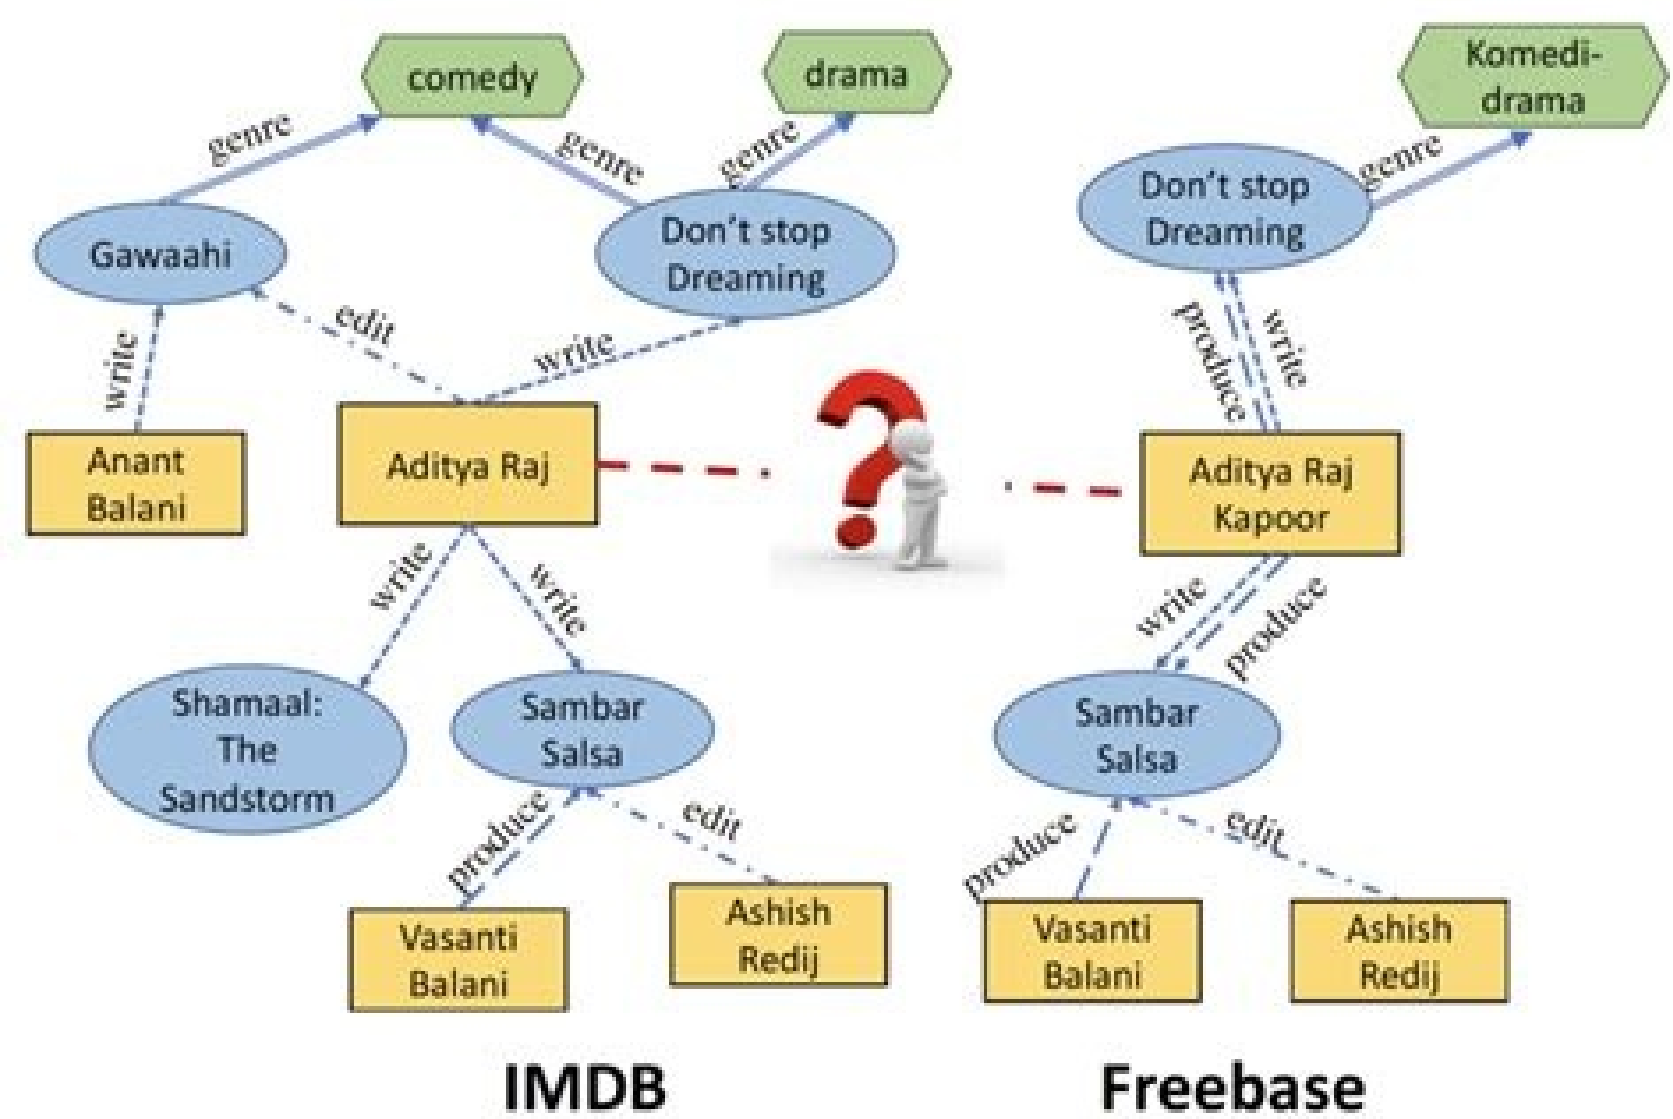 comedy
drama
Komedi-
drama
genre
genre
genre
genre
Gawaahi
Don't stop
Dreaming
Don't stop
Dreaming
write
edit
write
produce
write
Anant
Balani
Aditya Raj
Aditya Raj
Kapoor
write
write
write
produce
Shamaal:
The
Sandstorm
Sambar
Salsa
Sambar
Salsa
produce
edit
produce
edit
Vasanti
Balani
Ashish
Redij
Vasanti
Balani
Ashish
Redij
IMDB
Freebase